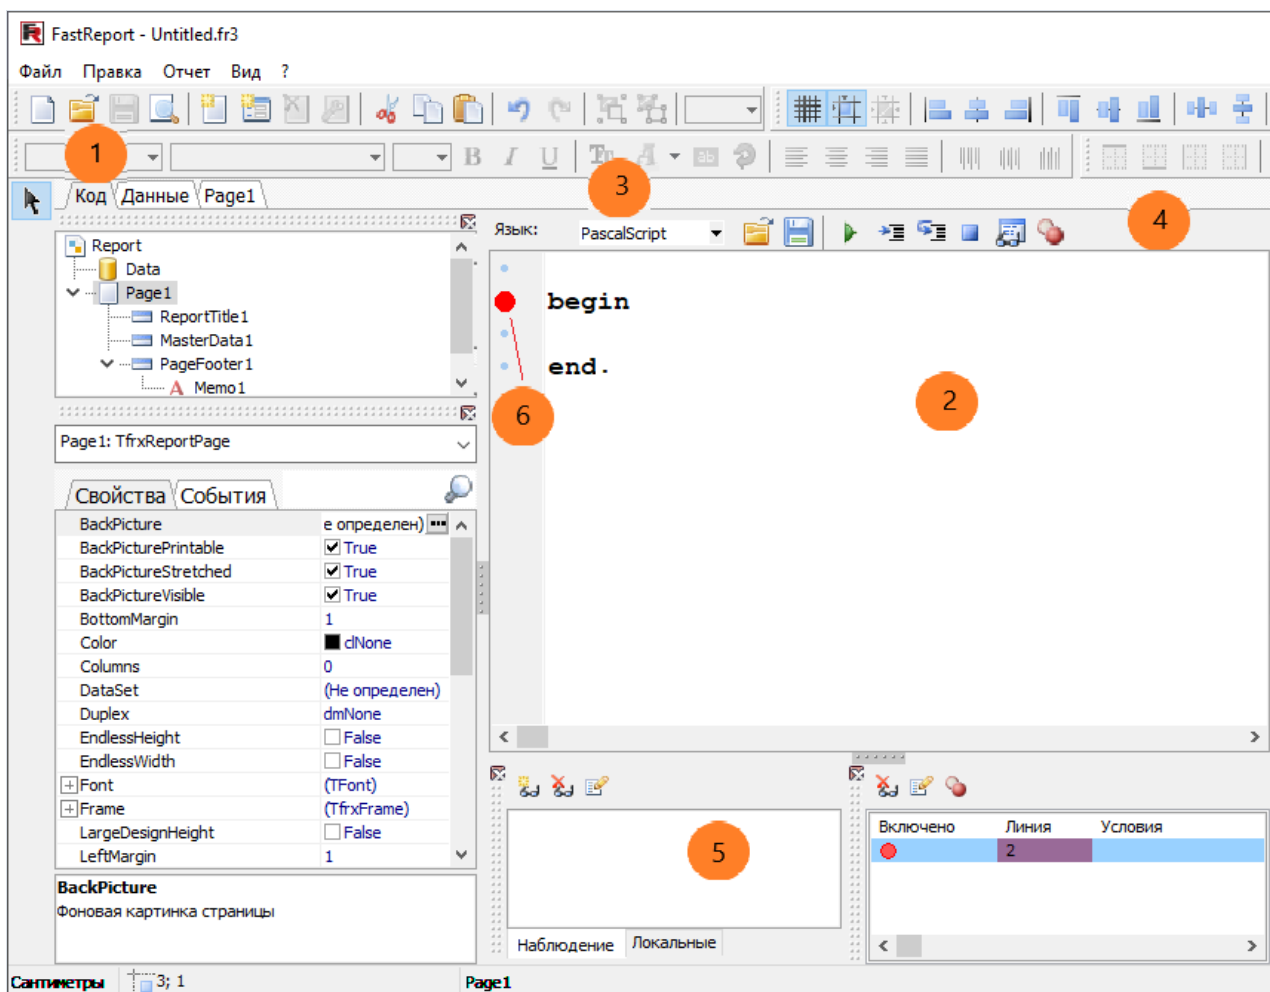 FastReport - Untitled.fr3
Файл Правка Отчет Вид ?
1
B I U
3
Код Данные Page1
4
Язык: PascalScript
Report
Data
Page1
ReportTitle1
MasterData1
PageFooter1
Memo1
begin
end.
2
6
Page1: TfrxReportPage
Свойства События
BackPicture е определен)
BackPicturePrintable True
BackPictureStretched True
BackPictureVisible True
BottomMargin 1
Color clNone
Columns 0
DataSet (Не определен)
Duplex dmNone
EndlessHeight False
EndlessWidth False
Font (TFont)
Frame (TfrxFrame)
LargeDesignHeight False
LeftMargin 1
BackPicture
Фоновая картинка страницы
5
Наблюдение Локальные
Включено Линия Условия
2
Сантиметры 3; 1 Page1